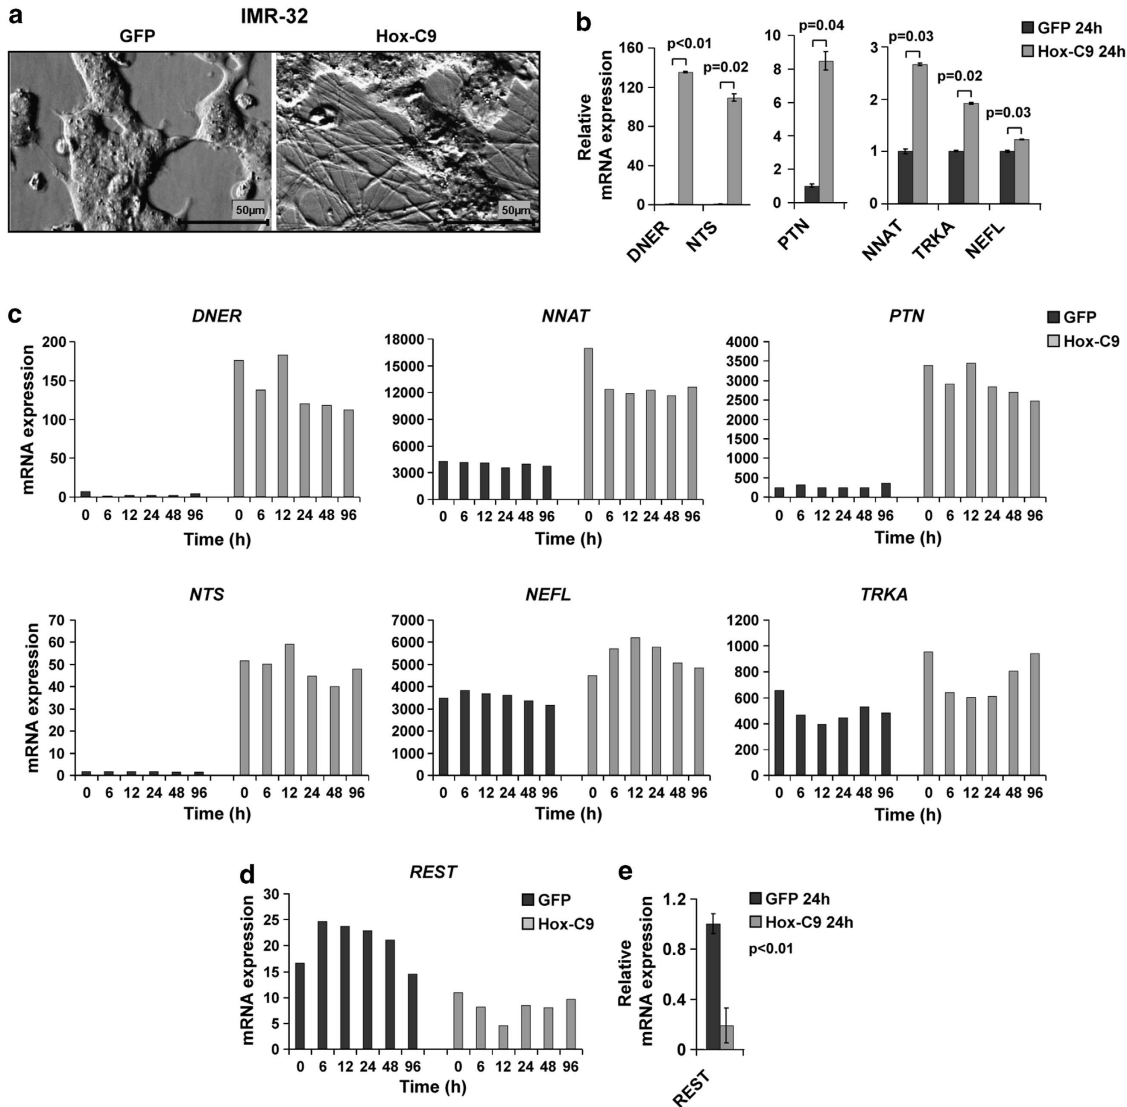 a
IMR-32
GFP
Hox-C9
50µm
50µm
b
GFP 24h
Hox-C9 24h
Relative
mRNA expression
160
120
80
40
0
p<0.01
p=0.02
DNER
NTS
10
8
6
4
2
0
p=0.04
PTN
3
2
1
0
p=0.03
p=0.02
p=0.03
NNAT
TRKA
NEFL
c
GFP
Hox-C9
DNER
mRNA expression
200
150
100
50
0
0 6 12 24 48 96 0 6 12 24 48 96
Time (h)
NNAT
18000
15000
12000
9000
6000
3000
0
0 6 12 24 48 96 0 6 12 24 48 96
Time (h)
PTN
4000
3500
3000
2500
2000
1500
1000
500
0
0 6 12 24 48 96 0 6 12 24 48 96
Time (h)
NTS
mRNA expression
70
60
50
40
30
20
10
0
0 6 12 24 48 96 0 6 12 24 48 96
Time (h)
NEFL
7000
6000
5000
4000
3000
2000
1000
0
0 6 12 24 48 96 0 6 12 24 48 96
Time (h)
TRKA
1200
1000
800
600
400
200
0
0 6 12 24 48 96 0 6 12 24 48 96
Time (h)
d
REST
GFP
Hox-C9
mRNA expression
30
25
20
15
10
5
0
0 6 12 24 48 96 0 6 12 24 48 96
Time (h)
e
GFP 24h
Hox-C9 24h
p<0.01
Relative
mRNA expression
1.2
0.8
0.4
0
REST